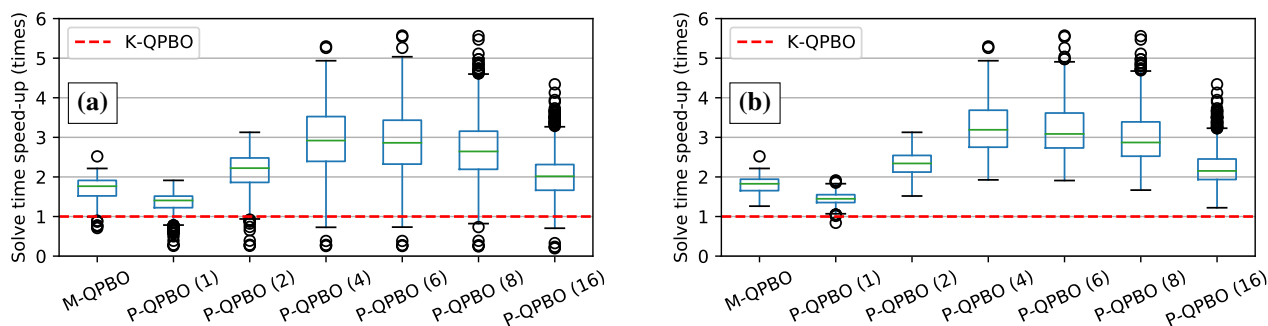 Solve time speed-up (times)
6
5
4
3
2
1
0
K-QPBO
(a)
M-QPBO
P-QPBO (1)
P-QPBO (2)
P-QPBO (4)
P-QPBO (6)
P-QPBO (8)
P-QPBO (16)
Solve time speed-up (times)
6
5
4
3
2
1
0
K-QPBO
(b)
M-QPBO
P-QPBO (1)
P-QPBO (2)
P-QPBO (4)
P-QPBO (6)
P-QPBO (8)
P-QPBO (16)